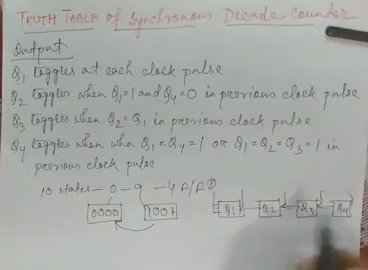 TRUTH TABLE of Synchronous Decade Counter
Output
Q1 toggles at each clock pulse
Q2 toggles when Q1=1 and Q4=0 in previous clock pulse
Q3 toggles when Q2=Q1 in previous clock pulse
Q4 toggles when when Q1=Q4=1 or Q1=Q2=Q3=1 in
previous clock pulse
10 states - 0 - 9 - 4 F/F
0000 1001 Q1 Q2 Q3 Q4